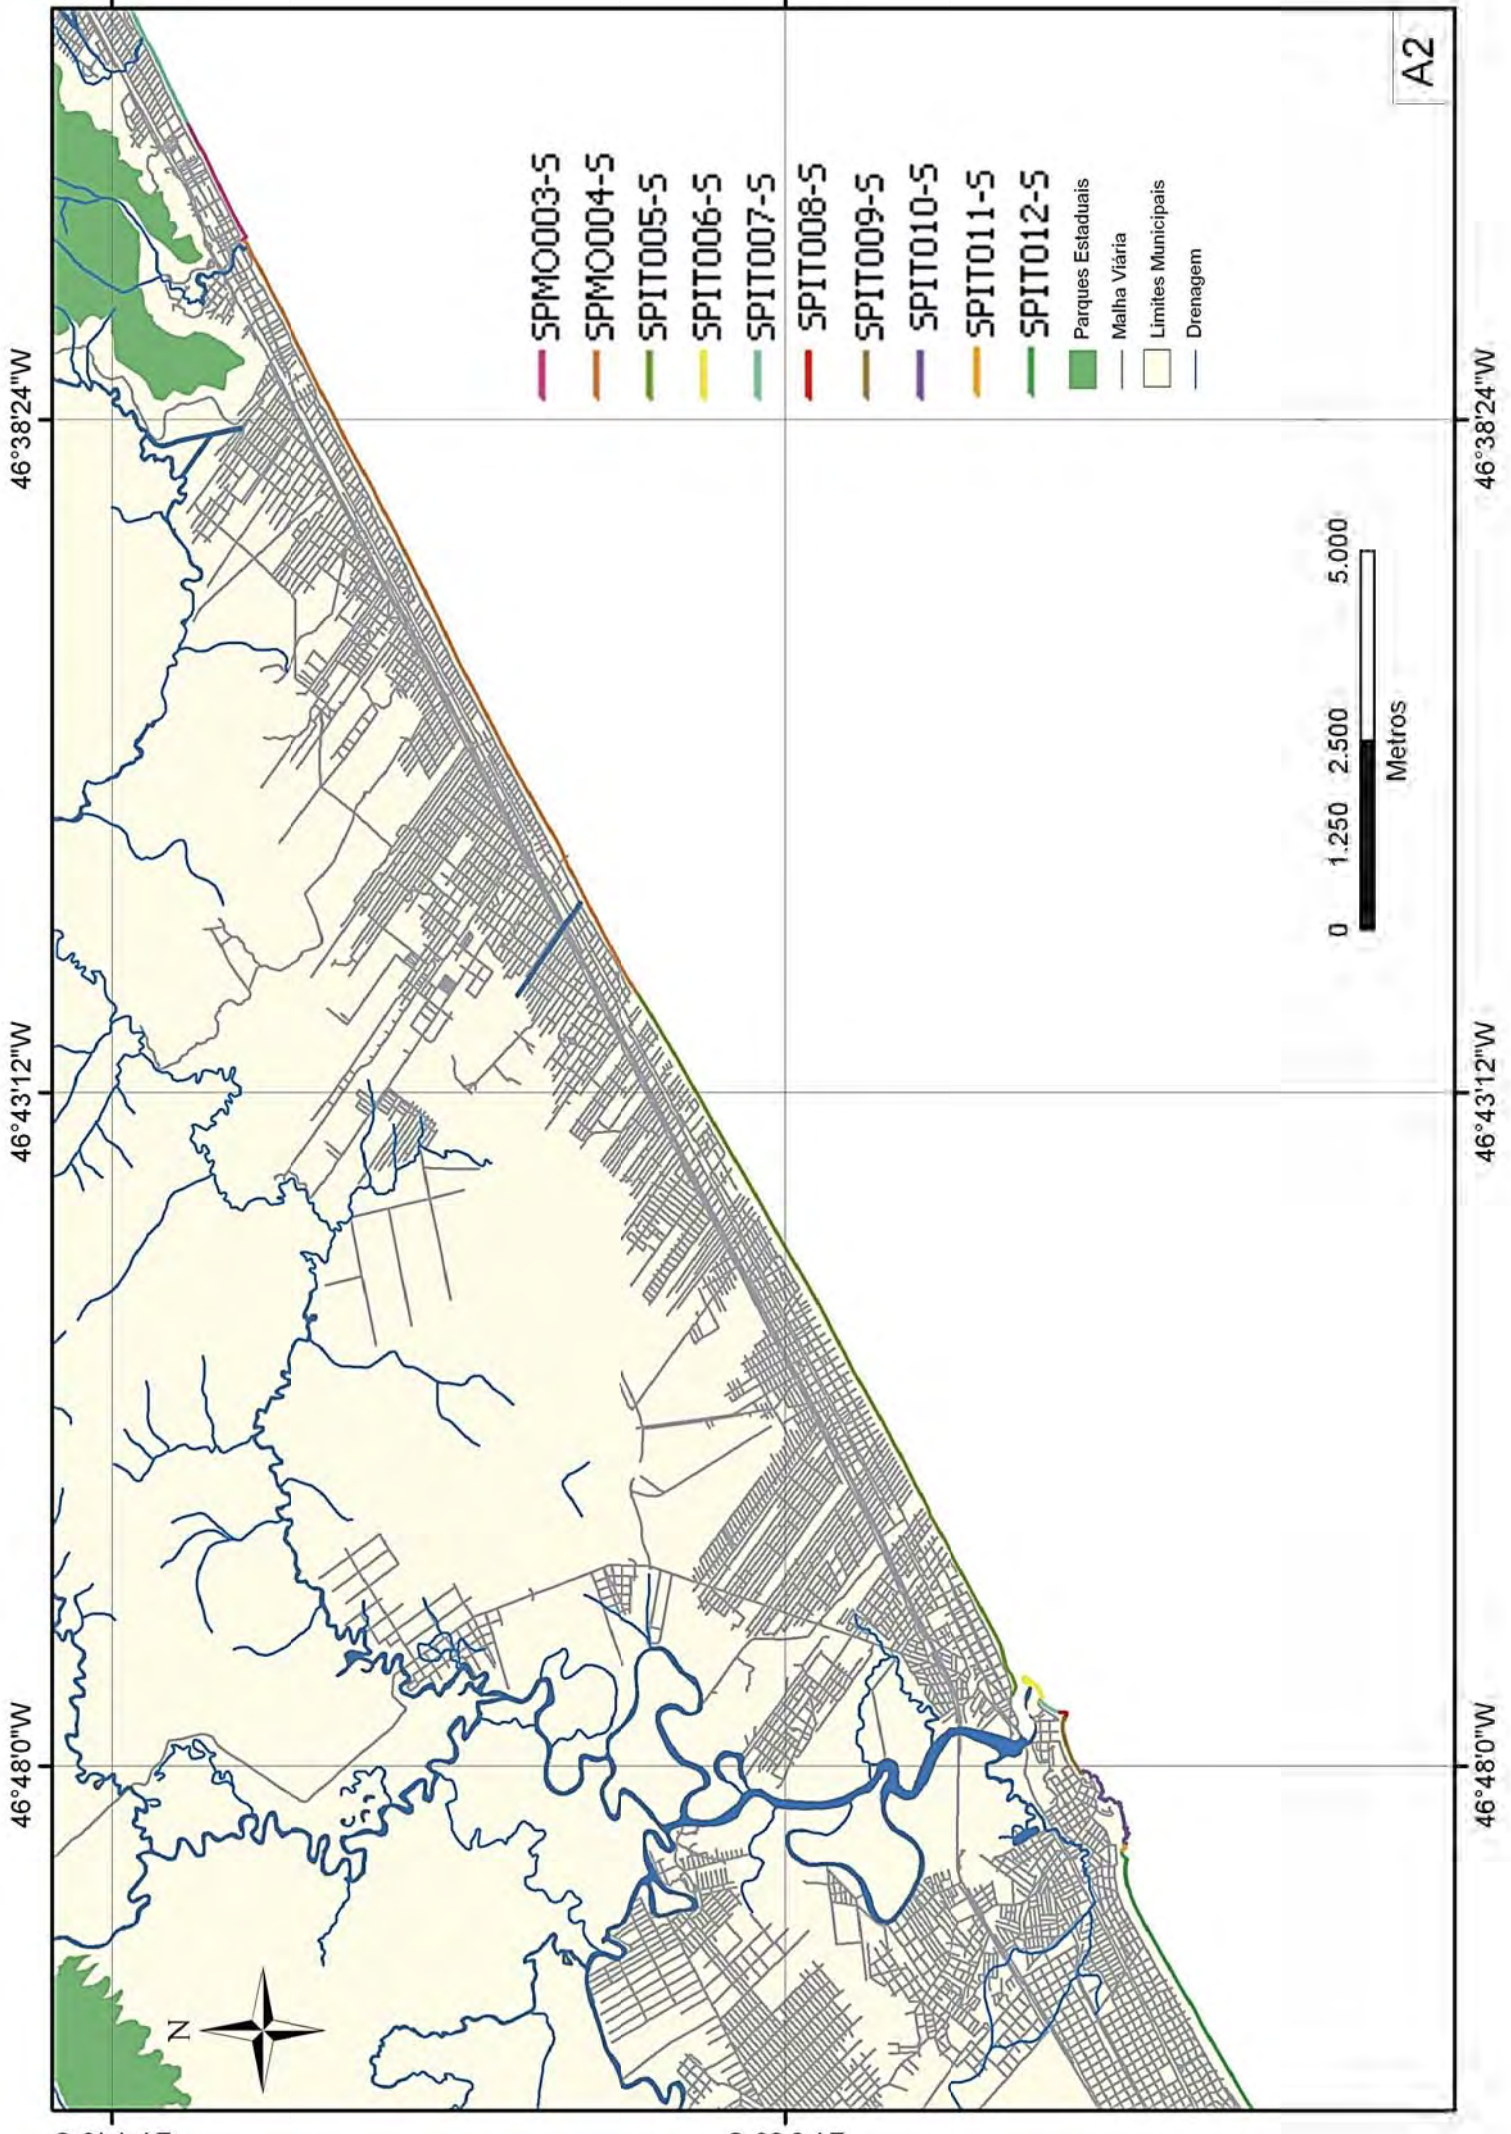 A2
46°48'0"W
46°43'12"W
46°38'24"W
N
SPMO003-S
SPMO004-S
SPIT005-S
SPIT006-S
SPIT007-S
SPIT008-S
SPIT009-S
SPIT010-S
SPIT011-S
SPIT012-S
Parques Estaduais
Malha Viária
Limites Municipais
Drenagem
0 1.250 2.500 5.000
Metros
46°48'0"W
46°43'12"W
46°38'24"W